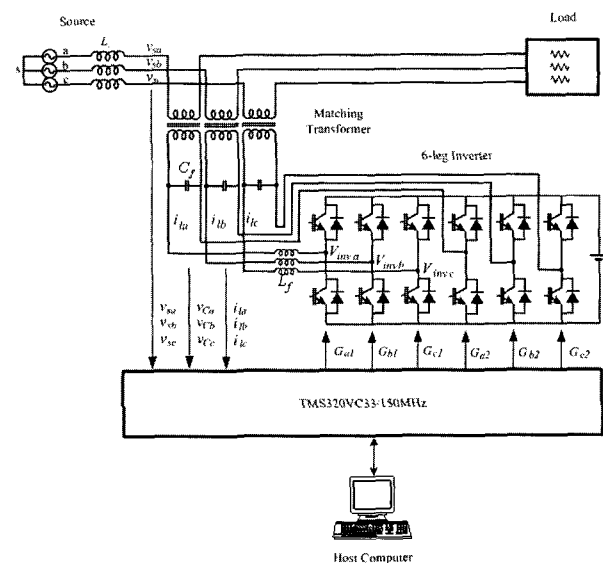 Source
Load
L
a
b
c
s
v_sa
v_sb
Matching
Transformer
6-leg Inverter
C_f
i_la
i_lb
i_lc
V_inv a
V_inv b
V_inv c
L_f
v_sa v_Ca i_la
v_sb v_Cb i_lb
v_sc v_Cc i_lc
G_a1 G_b1 G_c1 G_a2 G_b2 G_c2
TMS320VC33/150MHz
Host Computer